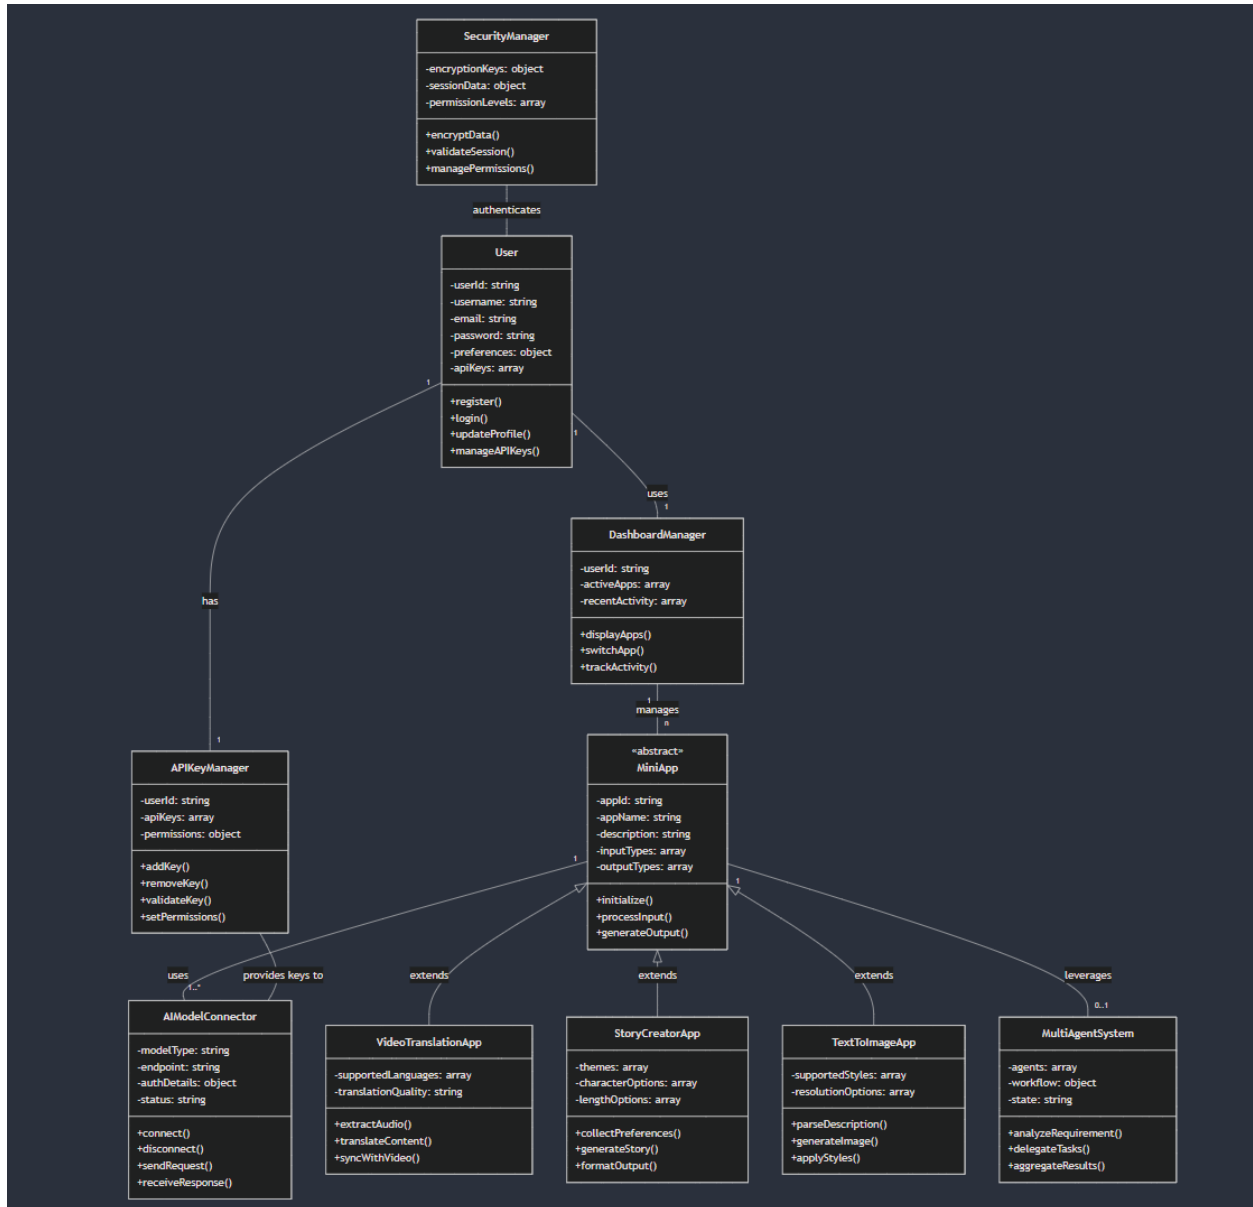 SecurityManager
-encryptionKeys: object
-sessionData: object
-permissionLevels: array
+encryptData()
+validateSession()
+managePermissions()
authenticates
User
-userId: string
-username: string
-email: string
-password: string
-preferences: object
-apiKeys: array
+register()
+login()
+updateProfile()
+manageAPIKeys()
1
1
has
1
uses
1
DashboardManager
-userId: string
-activeApps: array
-recentActivity: array
+displayApps()
+switchApp()
+trackActivity()
1
manages
n
APIKeyManager
-userId: string
-apiKeys: array
-permissions: object
+addKey()
+removeKey()
+validateKey()
+setPermissions()
«abstract»
MiniApp
-appId: string
-appName: string
-description: string
-inputTypes: array
-outputTypes: array
+initialize()
+processInput()
+generateOutput()
1
1
uses
1..*
provides keys to
extends
extends
extends
leverages
0..1
AIModelConnector
-modelType: string
-endpoint: string
-authDetails: object
-status: string
+connect()
+disconnect()
+sendRequest()
+receiveResponse()
VideoTranslationApp
-supportedLanguages: array
-translationQuality: string
+extractAudio()
+translateContent()
+syncWithVideo()
StoryCreatorApp
-themes: array
-characterOptions: array
-lengthOptions: array
+collectPreferences()
+generateStory()
+formatOutput()
TextToImageApp
-supportedStyles: array
-resolutionOptions: array
+parseDescription()
+generateImage()
+applyStyles()
MultiAgentSystem
-agents: array
-workflow: object
-state: string
+analyzeRequirement()
+delegateTasks()
+aggregateResults()